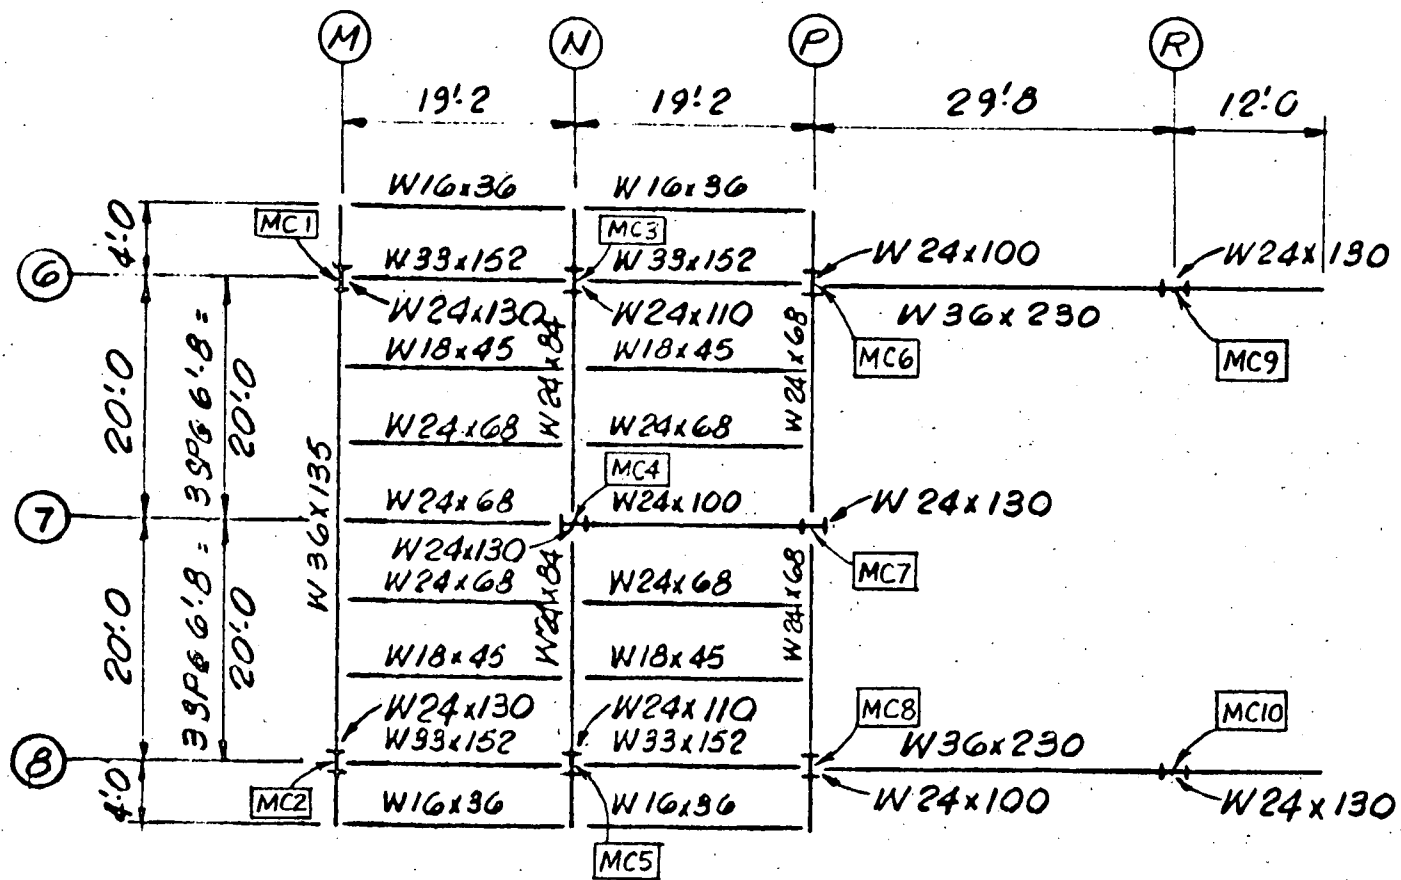 M N P R
19'-2 19'-2 29'-8 12'-0
W16x36 W16x36
4'-0 MC1 MC3
6 W33x152 W33x152 W24x100 W24x130
W24x130 W24x110 W36x230
W18x45 W18x45 MC6 MC9
20'-0 3SP@6'-8= 20'-0 W24x84 W24x68
W24x68 W24x68
W36x135 MC4
7 W24x68 W24x100 W24x130
W24x130
W24x68 W24x68 MC7
20'-0 3SP@6'-8= 20'-0 W24x84 W24x68
W18x45 W18x45
W24x130 W24x110 MC8 MC10
8 W33x152 W33x152 W36x230
4'-0 MC2 W16x36 W16x36 W24x100 W24x130
MC5